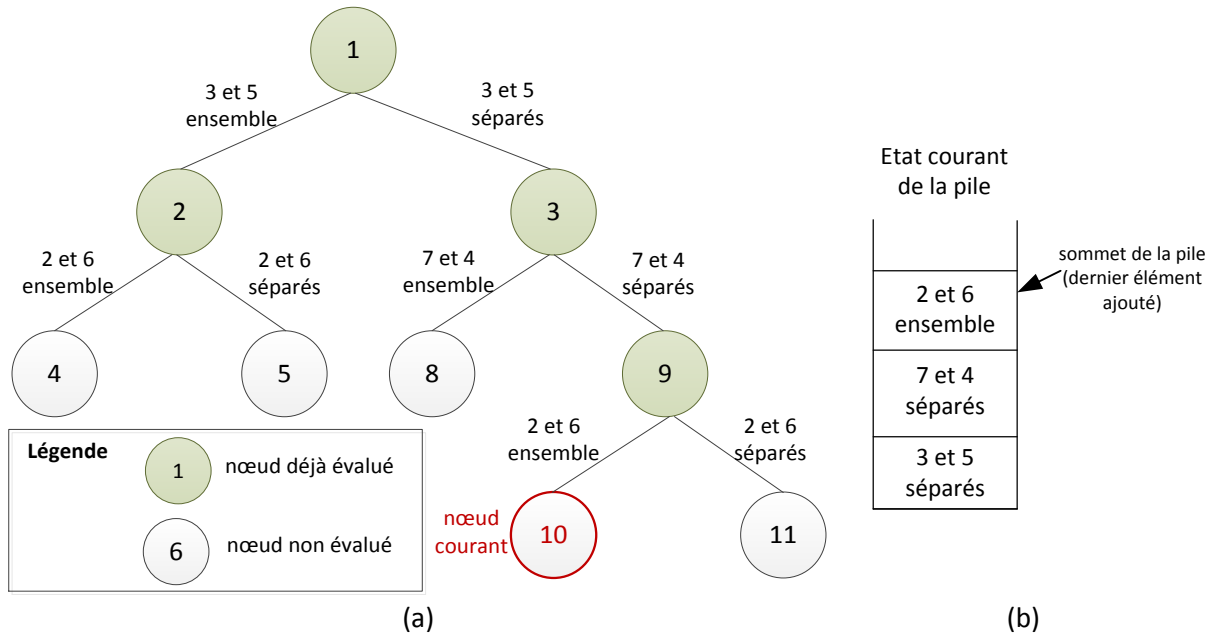 1
3 et 5
ensemble
3 et 5
séparés
2
3
2 et 6
ensemble
2 et 6
séparés
7 et 4
ensemble
7 et 4
séparés
4
5
8
9
2 et 6
ensemble
2 et 6
séparés
nœud
courant
10
11
Légende
1
nœud déjà évalué
6
nœud non évalué
(a)
Etat courant
de la pile
sommet de la pile
(dernier élément
ajouté)
2 et 6
ensemble
7 et 4
séparés
3 et 5
séparés
(b)